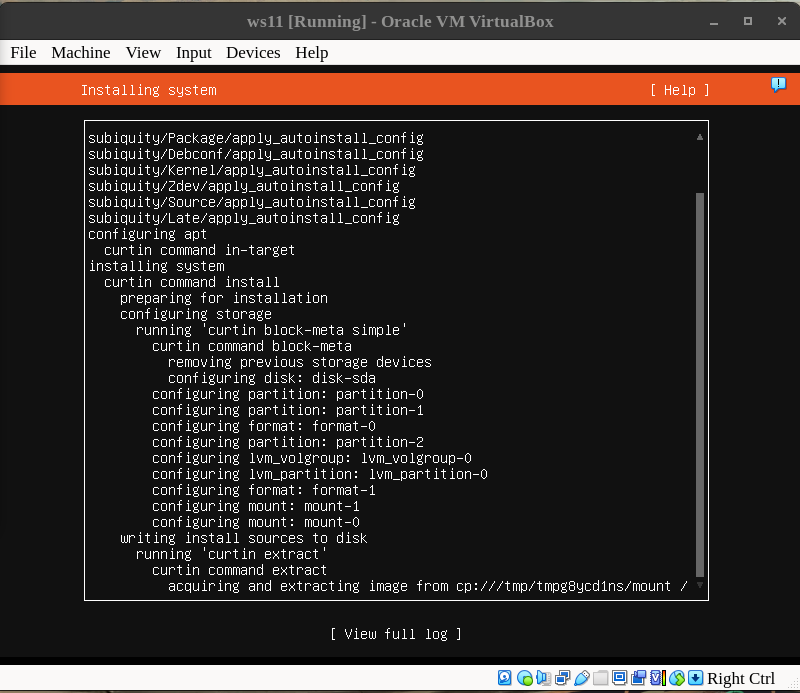 ws11 [Running] - Oracle VM VirtualBox
File Machine View Input Devices Help
Installing system [ Help ]
subiquity/Package/apply_autoinstall_config
subiquity/Debconf/apply_autoinstall_config
subiquity/Kernel/apply_autoinstall_config
subiquity/Zdev/apply_autoinstall_config
subiquity/Source/apply_autoinstall_config
subiquity/Late/apply_autoinstall_config
configuring apt
curtin command in-target
installing system
curtin command install
preparing for installation
configuring storage
running 'curtin block-meta simple'
curtin command block-meta
removing previous storage devices
configuring disk: disk-sda
configuring partition: partition-0
configuring partition: partition-1
configuring format: format-0
configuring partition: partition-2
configuring lvm_volgroup: lvm_volgroup-0
configuring lvm_partition: lvm_partition-0
configuring format: format-1
configuring mount: mount-1
configuring mount: mount-0
writing install sources to disk
running 'curtin extract'
curtin command extract
acquiring and extracting image from cp:///tmp/tmpg8ycd1ns/mount /
[ View full log ]
Right Ctrl